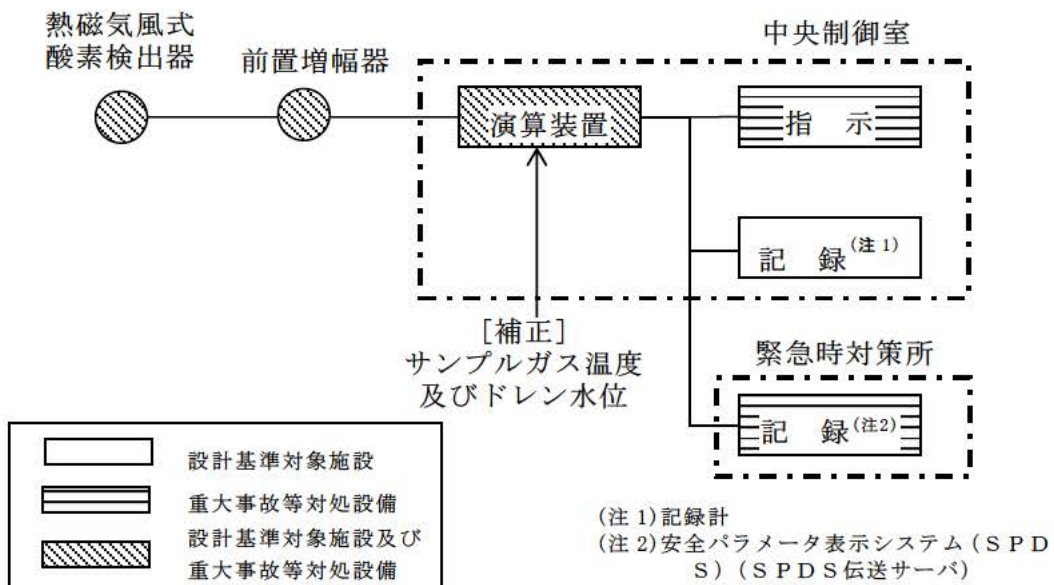 熱磁気風式
酸素検出器
前置増幅器
中央制御室
演算装置
指 示
記 録(注1)
[補正]
サンプルガス温度
及びドレン水位
緊急時対策所
記 録(注2)
設計基準対象施設
重大事故等対処設備
設計基準対象施設及び
重大事故等対処設備
(注1)記録計
(注2)安全パラメータ表示システム(SPD
S)(SPDS伝送サーバ)